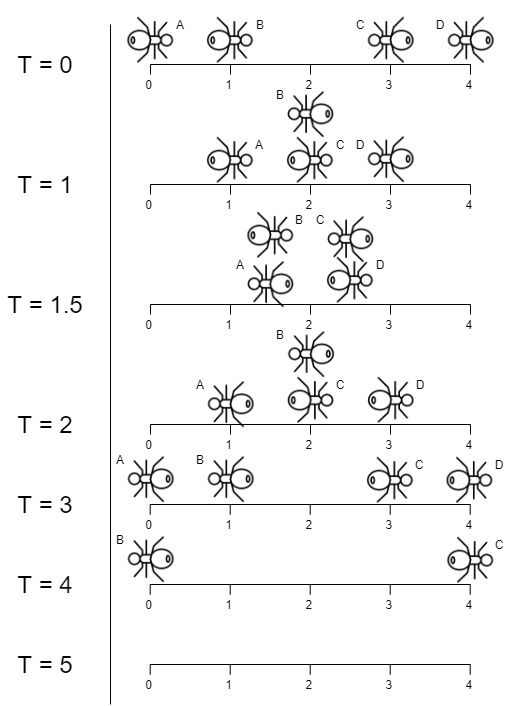 A B C D
T = 0
0 1 2 3 4
B
A C D
T = 1
0 1 2 3 4
B C
A D
T = 1.5
0 1 2 3 4
B
A C D
T = 2
0 1 2 3 4
A B C D
T = 3
0 1 2 3 4
B C
T = 4
0 1 2 3 4
T = 5
0 1 2 3 4